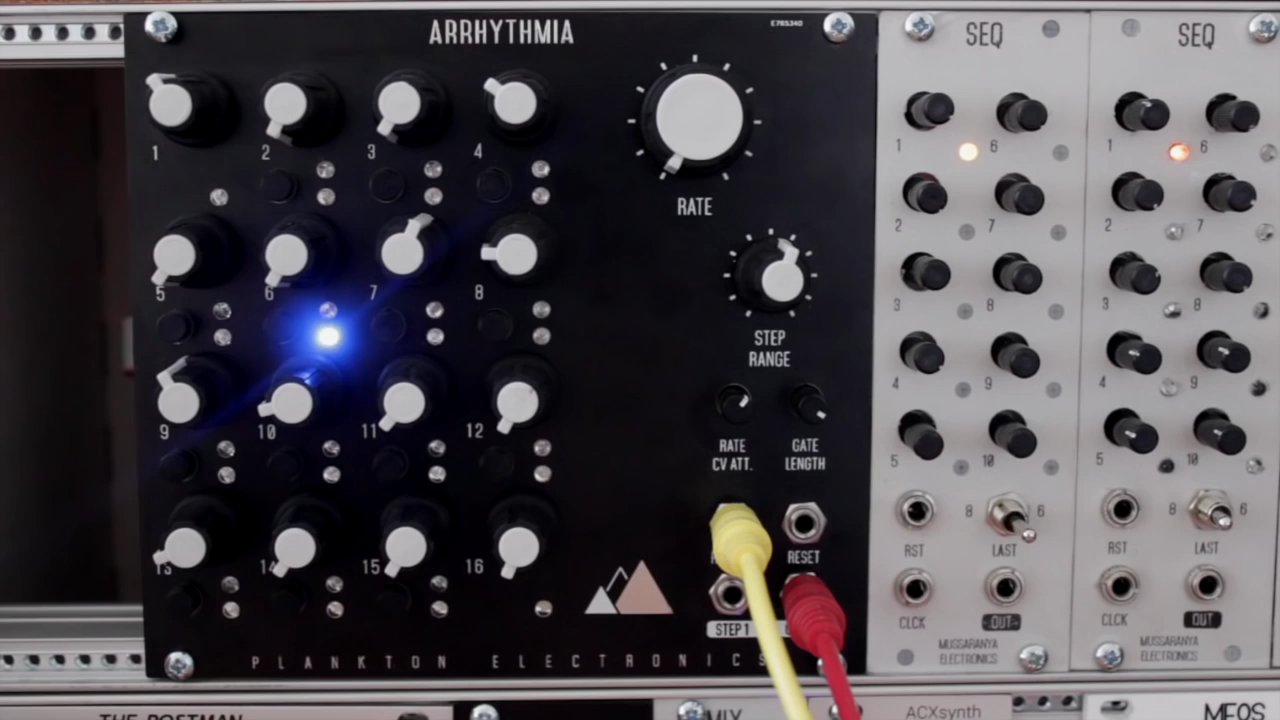 ARRHYTHMIA
E785340
1
2
3
4
RATE
5
6
7
8
STEP
RANGE
9
10
11
12
RATE
CV ATT.
GATE
LENGTH
13
14
15
16
RESET
STEP 1
PLANKTON ELECTRONICS
SEQ
1
6
2
7
3
8
4
9
5
10
8
6
RST
LAST
CLCK
OUT
MUSSARANYA
ELECTRONICS
SEQ
1
6
2
7
3
8
4
9
5
10
8
6
RST
LAST
CLCK
OUT
MUSSARANYA
ELECTRONICS
THE POSTMAN
MIX
ACXsynth
MEOS